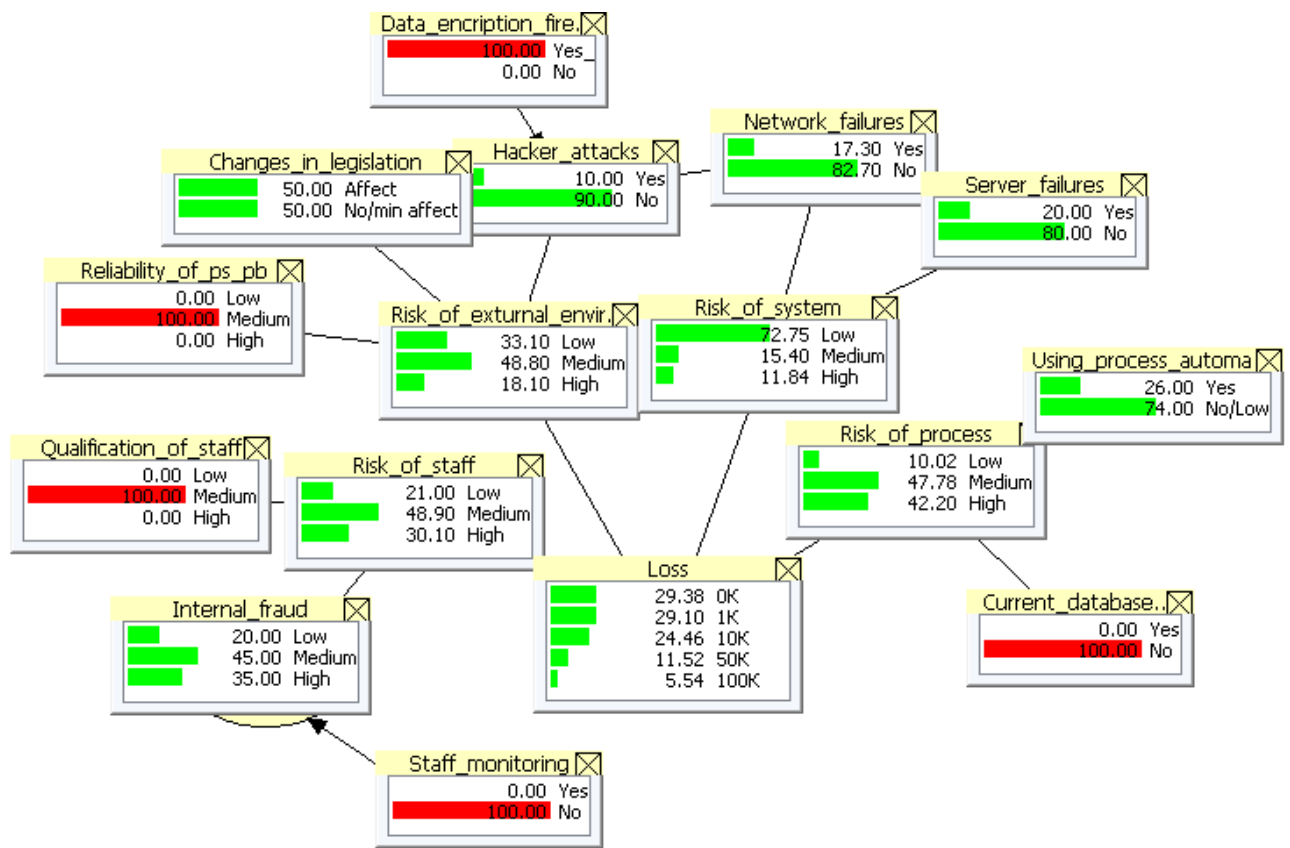 Data_encription_fire.
100.00 Yes_
0.00 No
Network_failures
17.30 Yes
82.70 No
Hacker_attacks
10.00 Yes
90.00 No
Changes_in_legislation
50.00 Affect
50.00 No/min affect
Server_failures
20.00 Yes
80.00 No
Reliability_of_ps_pb
0.00 Low
100.00 Medium
0.00 High
Risk_of_exturnal_envir.
33.10 Low
48.80 Medium
18.10 High
Risk_of_system
72.75 Low
15.40 Medium
11.84 High
Using_process_automa
26.00 Yes
74.00 No/Low
Qualification_of_staff
0.00 Low
100.00 Medium
0.00 High
Risk_of_staff
21.00 Low
48.90 Medium
30.10 High
Risk_of_process
10.02 Low
47.78 Medium
42.20 High
Loss
29.38 0K
29.10 1K
24.46 10K
11.52 50K
5.54 100K
Internal_fraud
20.00 Low
45.00 Medium
35.00 High
Current_database..
0.00 Yes
100.00 No
Staff_monitoring
0.00 Yes
100.00 No